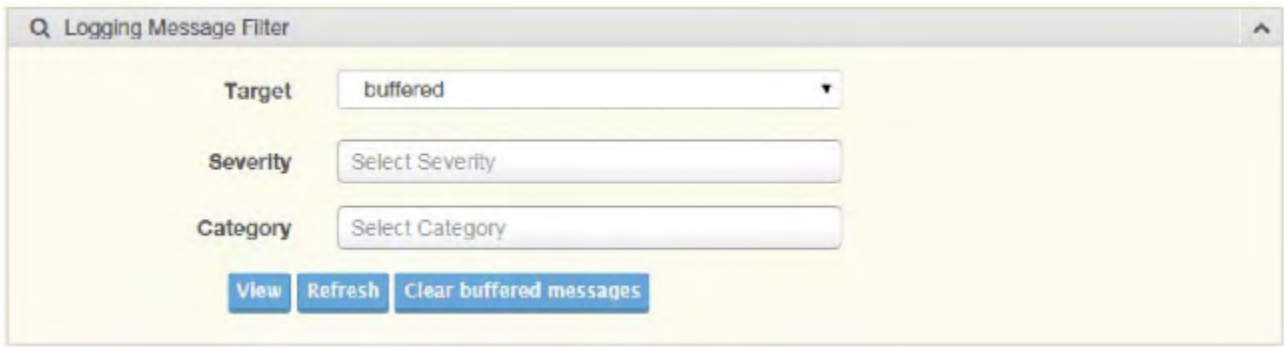 Logging Message Filter
Target buffered
Severity Select Severity
Category Select Category
View Refresh Clear buffered messages